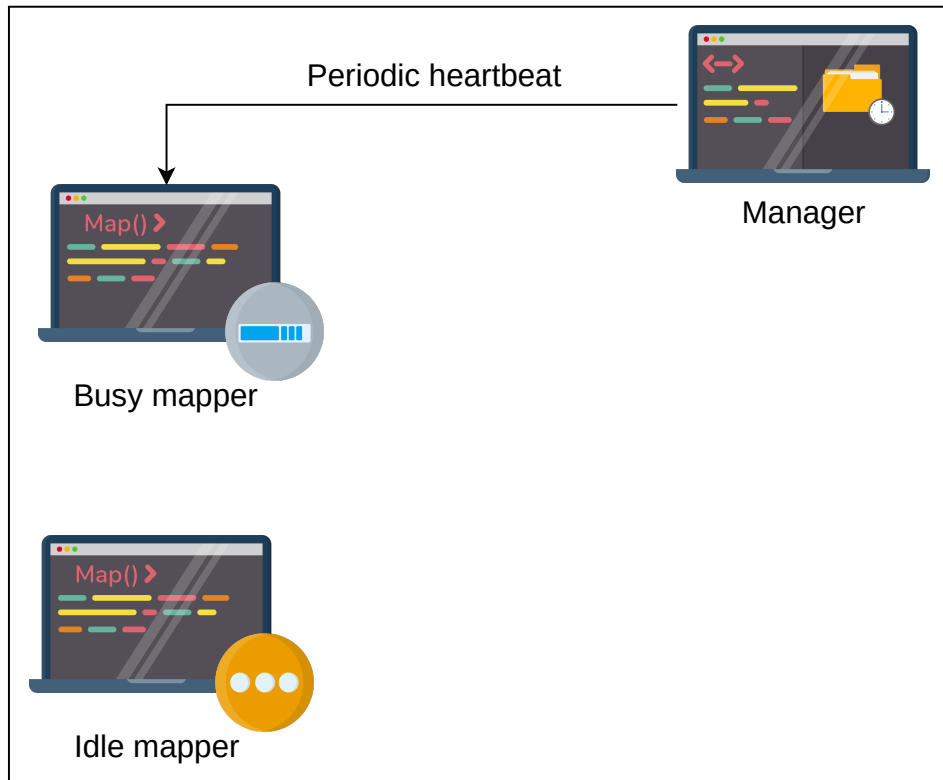 Periodic heartbeat
Manager
Map()
Busy mapper
Map()
Idle mapper